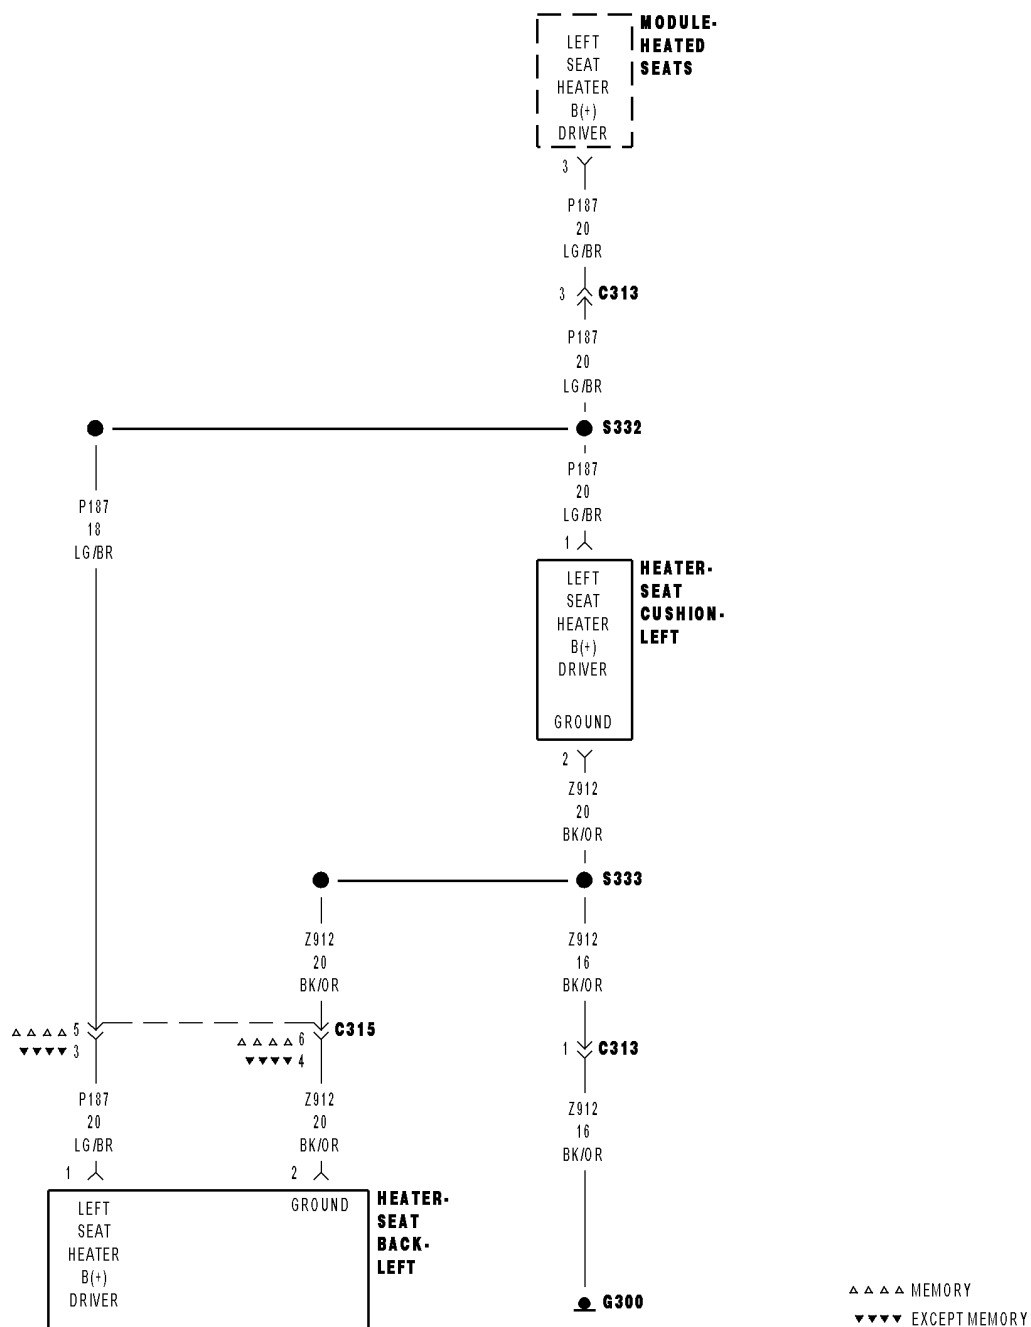 MODULE-
HEATED
SEATS
LEFT
SEAT
HEATER
B(+)
DRIVER
3
P187
20
LG/BR
3
C313
P187
20
LG/BR
S332
P187
20
LG/BR
P187
18
LG/BR
1
HEATER-
SEAT
CUSHION-
LEFT
LEFT
SEAT
HEATER
B(+)
DRIVER
GROUND
2
Z912
20
BK/OR
S333
Z912
20
BK/OR
Z912
16
BK/OR
5
3
6
4
C315
1
C313
P187
20
LG/BR
Z912
20
BK/OR
Z912
16
BK/OR
1
2
LEFT
SEAT
HEATER
B(+)
DRIVER
GROUND
HEATER-
SEAT
BACK-
LEFT
G300
MEMORY
EXCEPT MEMORY